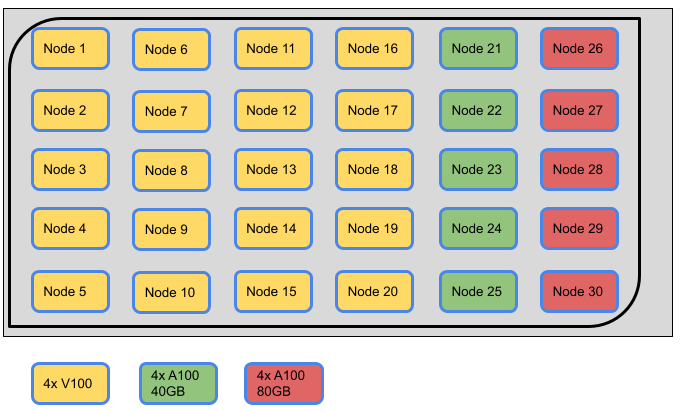 Node 1
Node 6
Node 11
Node 16
Node 21
Node 26
Node 2
Node 7
Node 12
Node 17
Node 22
Node 27
Node 3
Node 8
Node 13
Node 18
Node 23
Node 28
Node 4
Node 9
Node 14
Node 19
Node 24
Node 29
Node 5
Node 10
Node 15
Node 20
Node 25
Node 30
4x V100
4x A100
40GB
4x A100
80GB